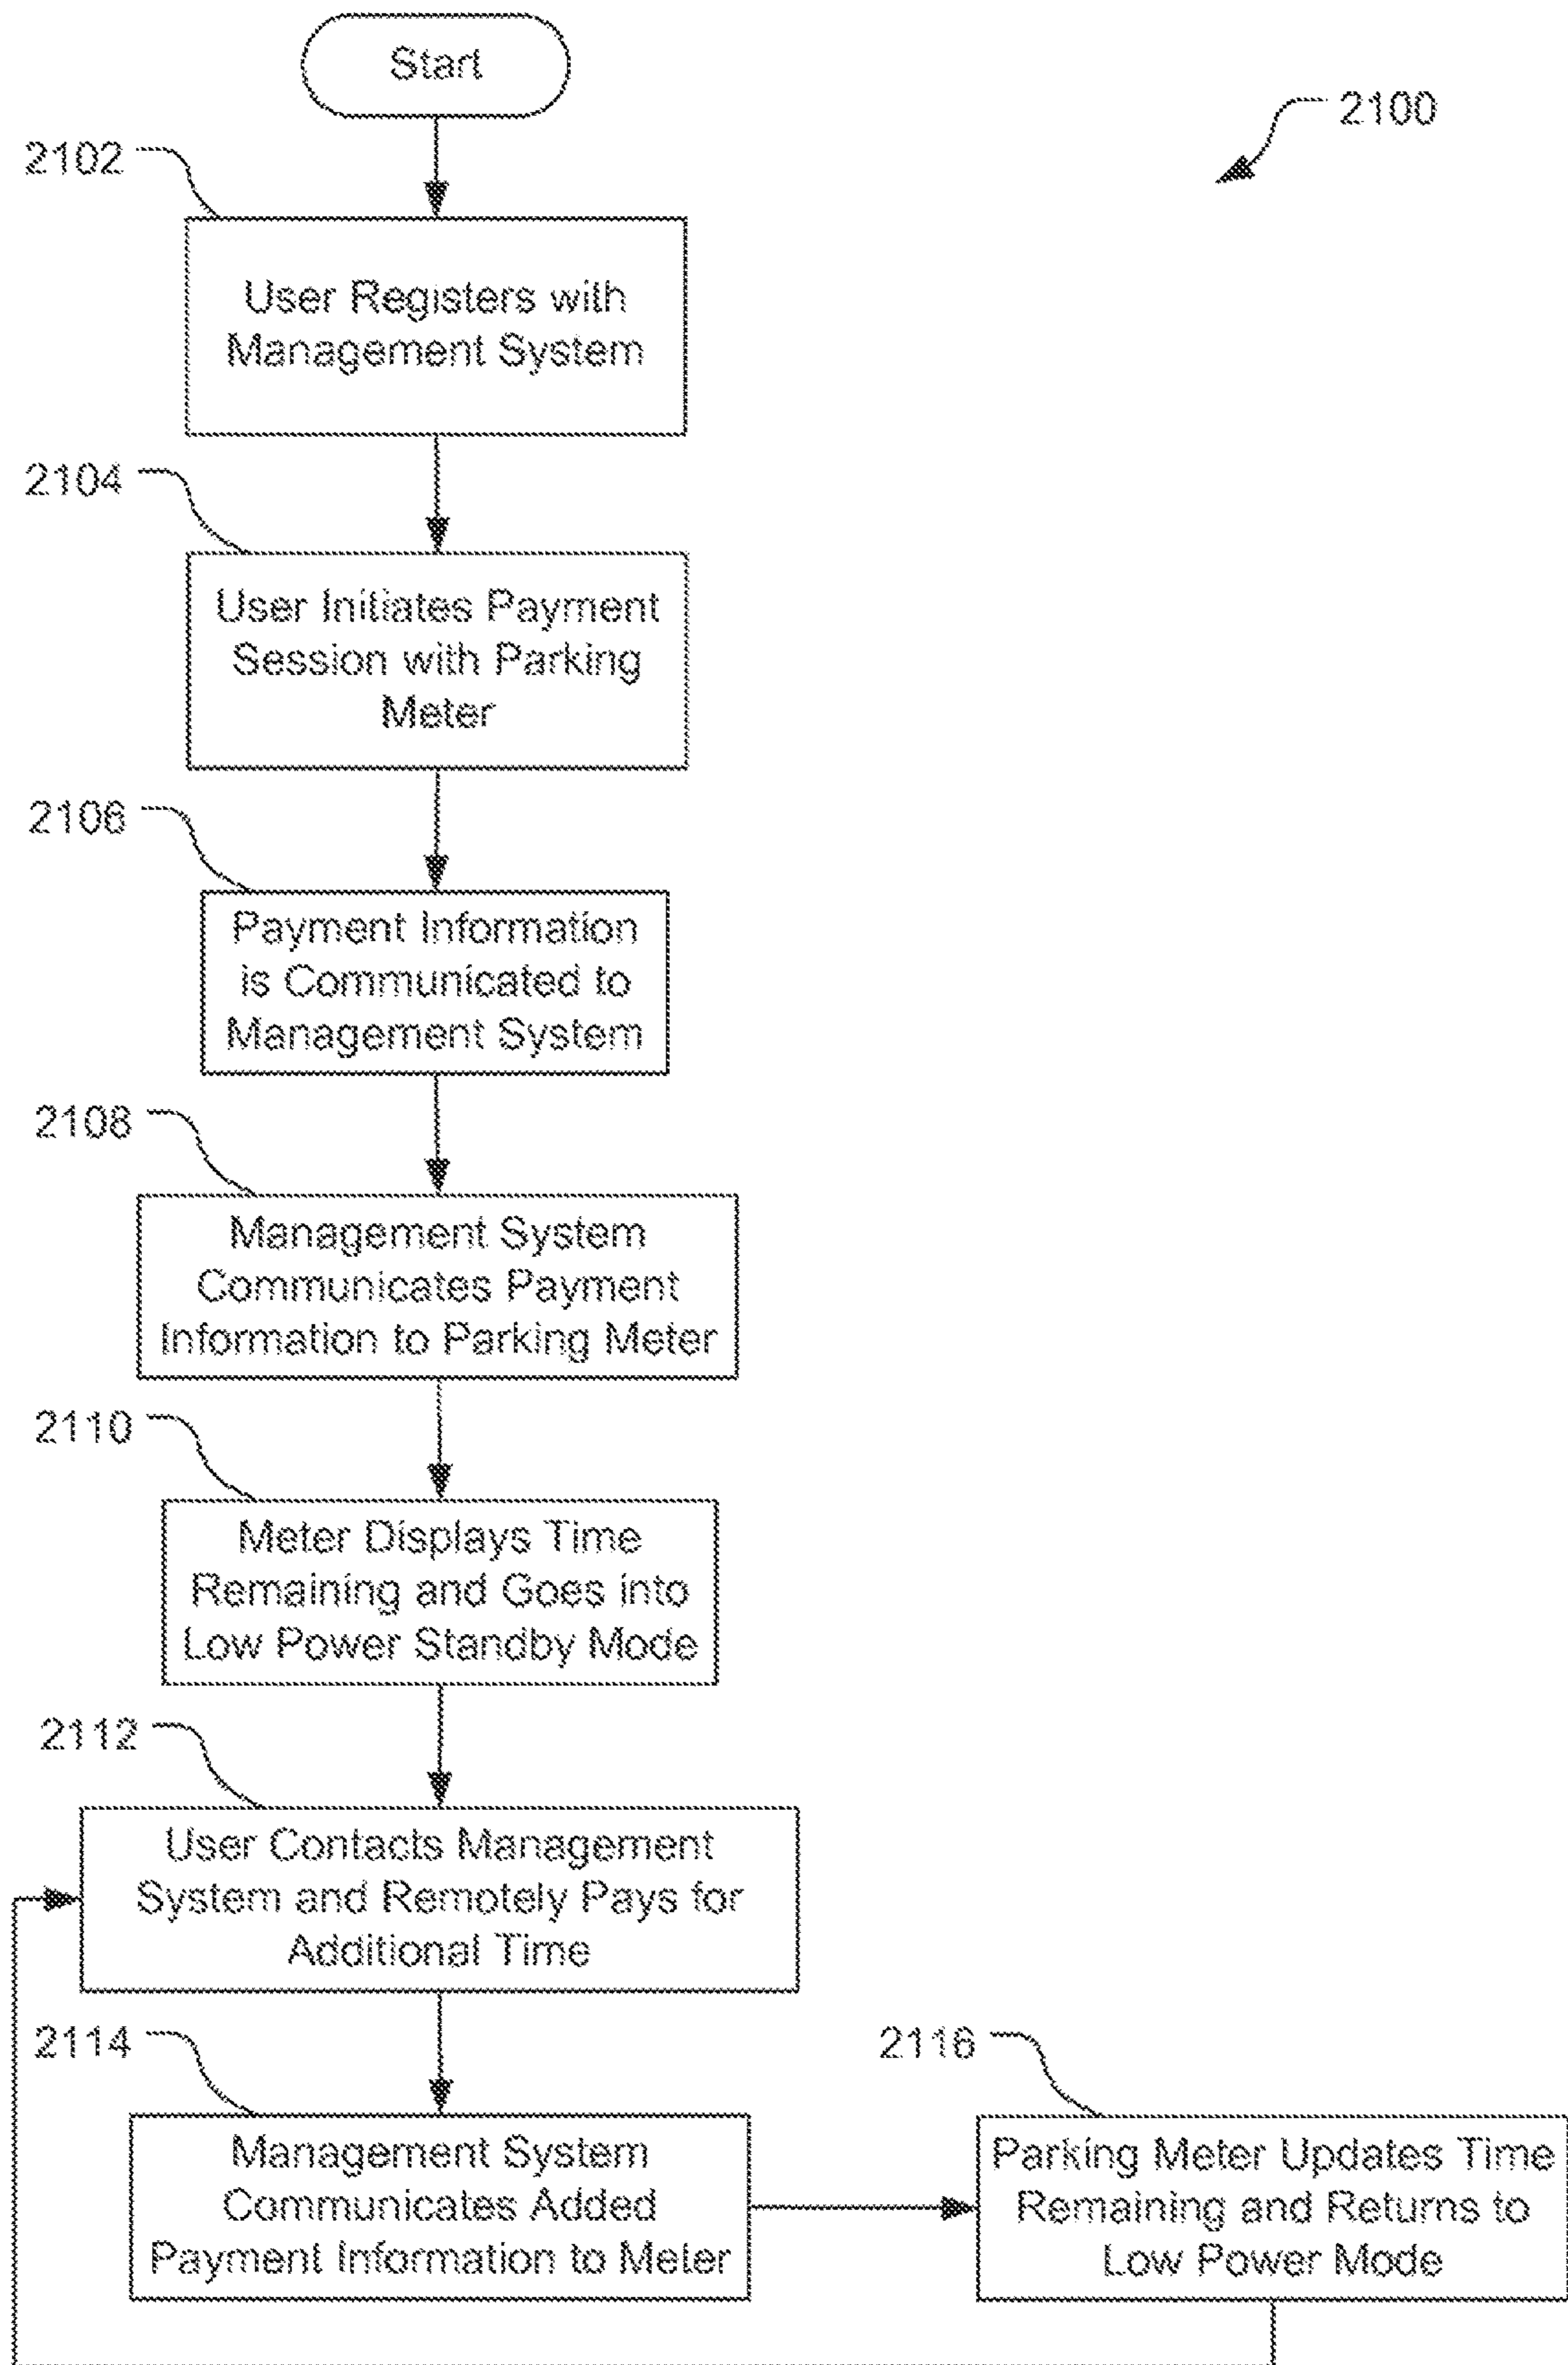 Start
2100
2102
User Registers with
Management System
2104
User Initiates Payment
Session with Parking
Meter
2106
Payment Information
is Communicated to
Management System
2108
Management System
Communicates Payment
Information to Parking Meter
2110
Meter Displays Time
Remaining and Goes into
Low Power Standby Mode
2112
User Contacts Management
System and Remotely Pays for
Additional Time
2114
Management System
Communicates Added
Payment Information to Meter
2116
Parking Meter Updates Time
Remaining and Returns to
Low Power Mode